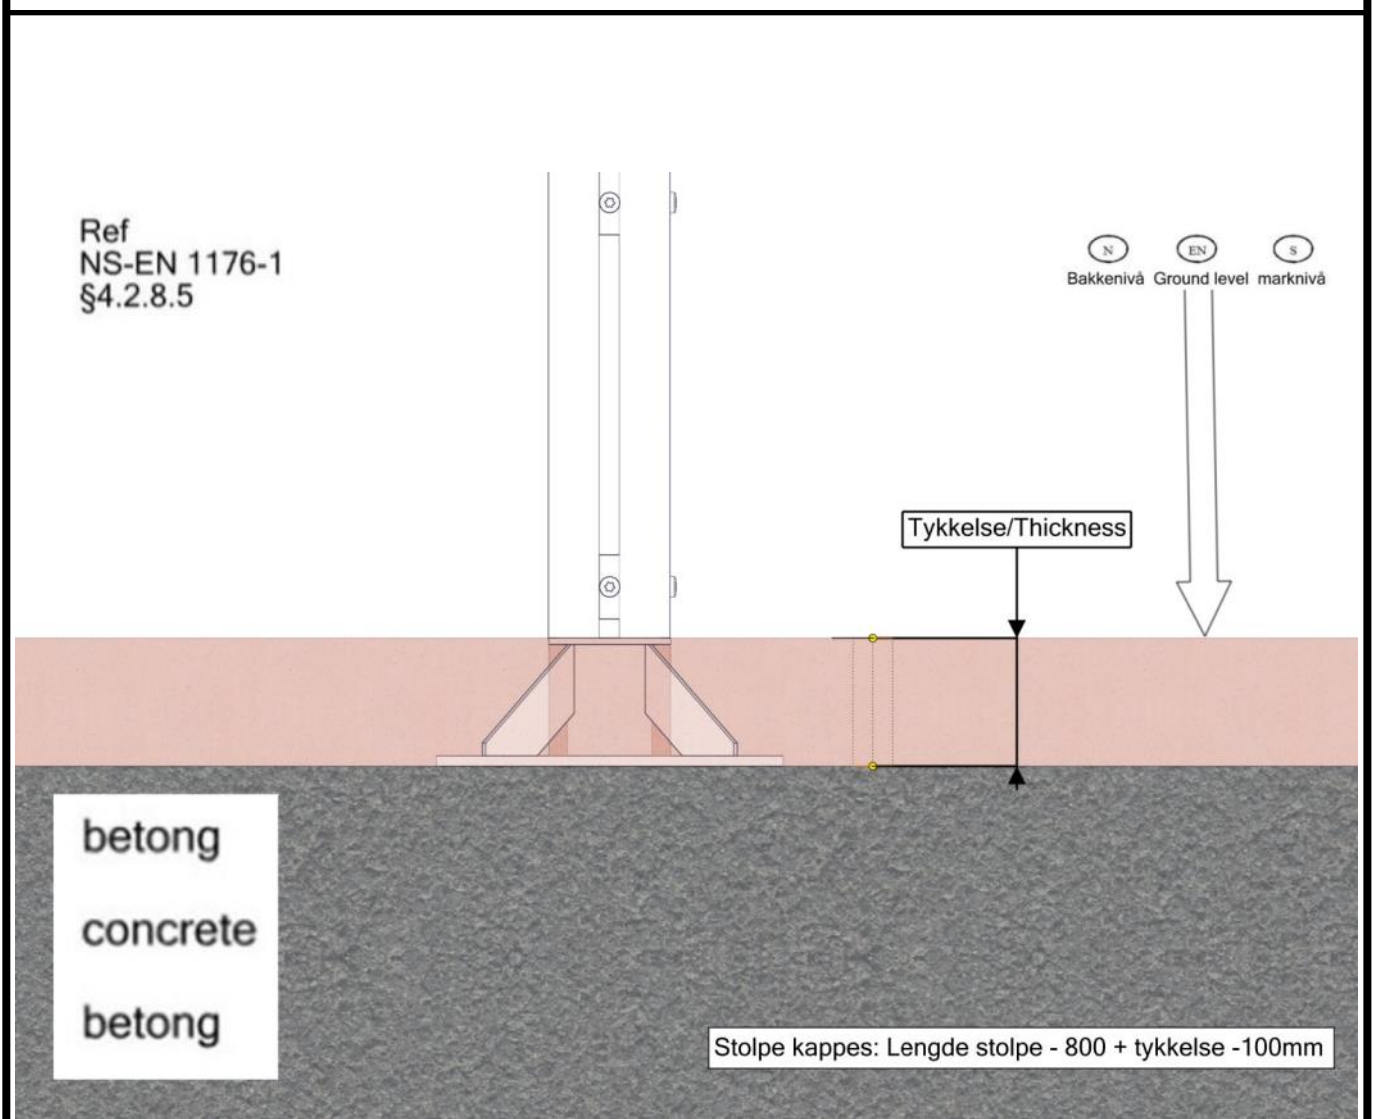 Ref
NS-EN 1176-1
§4.2.8.5
N EN S
Bakkenivå Ground level marknivå
Tykkelse/Thickness
betong
concrete
betong
Stolpe kappes: Lengde stolpe - 800 + tykkelse -100mm